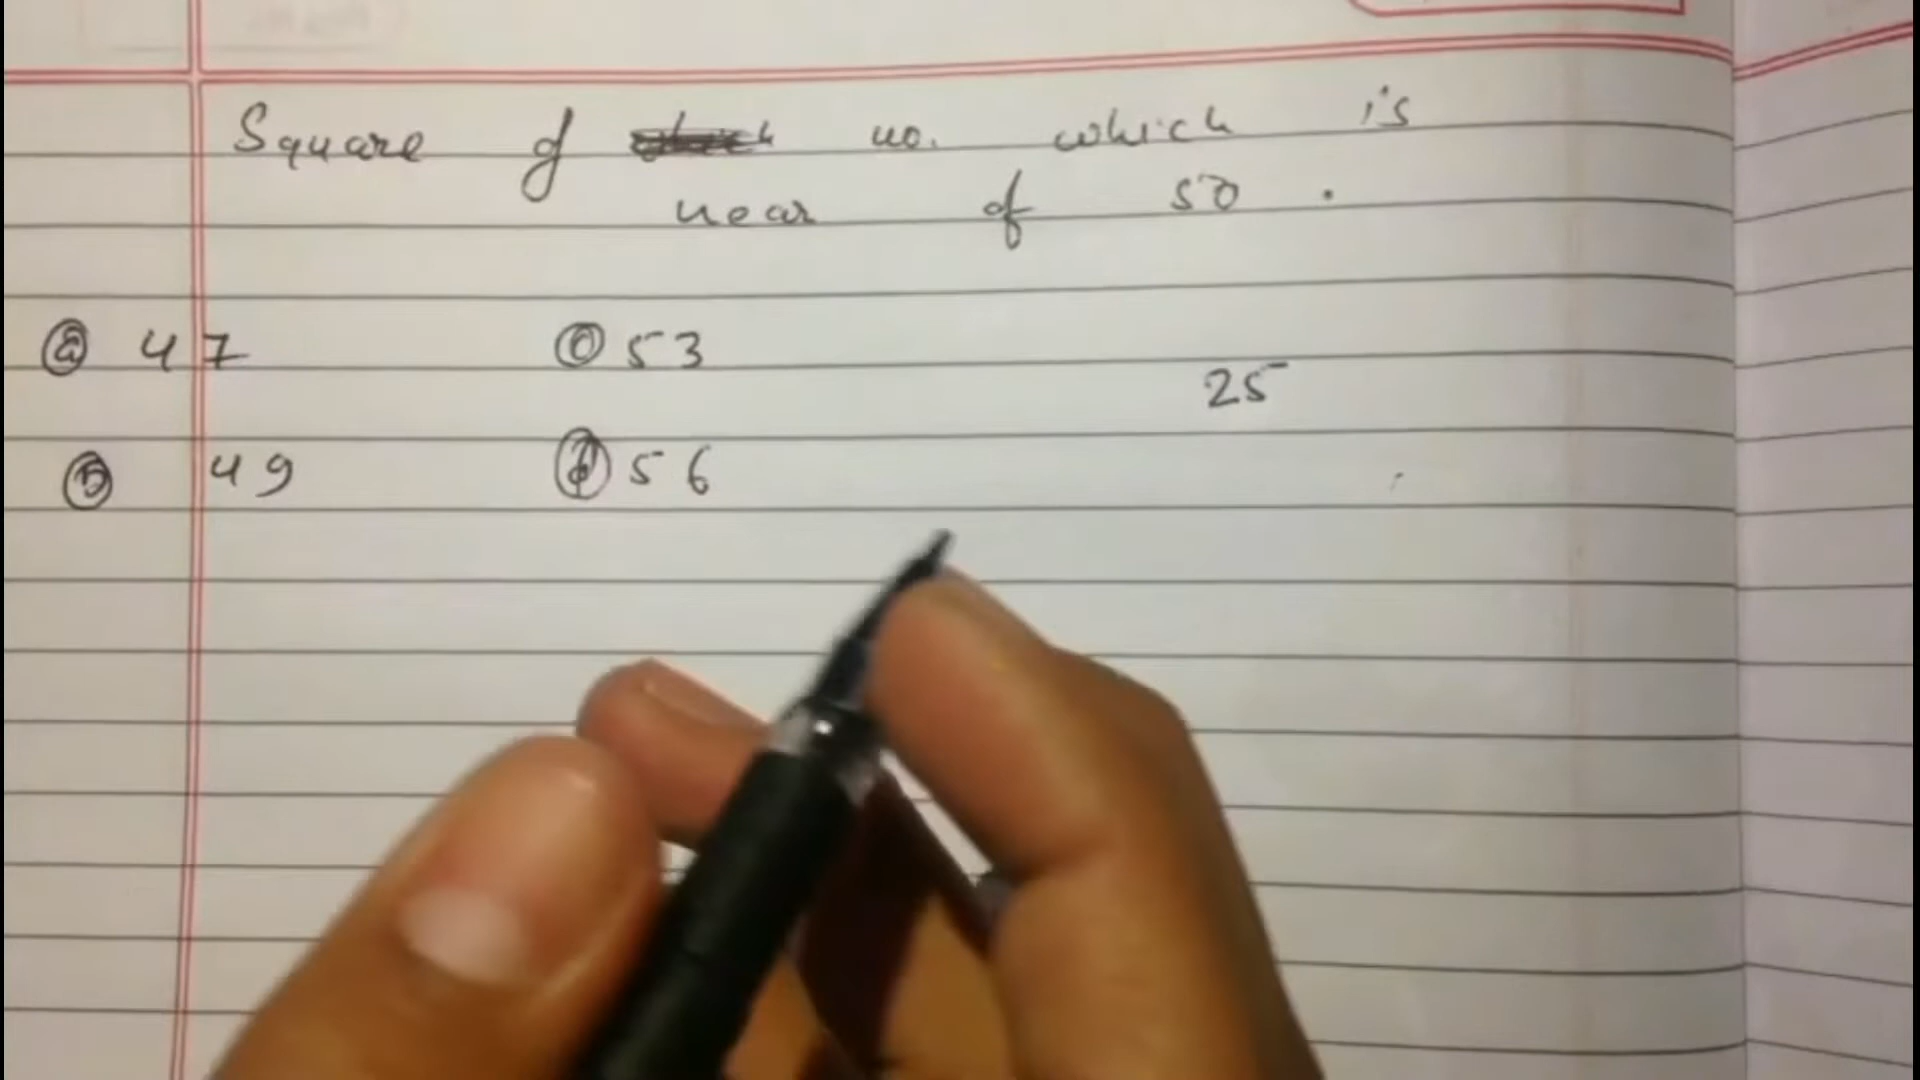 Square of no. which is
near of 50 .
(a) 47
(b) 49
(c) 53
(d) 56
25